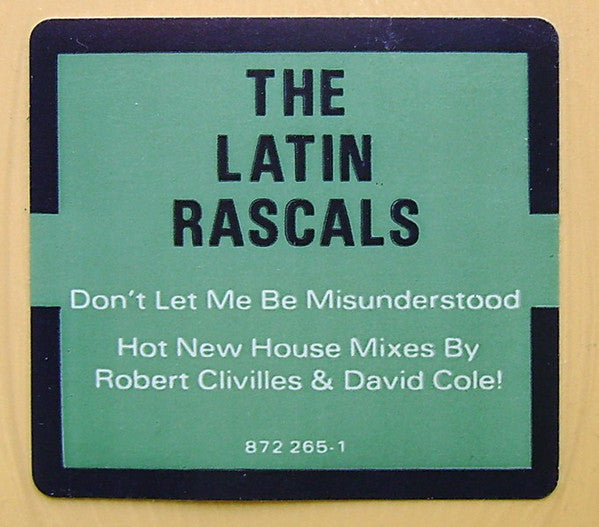 THE
LATIN
RASCALS
Don't Let Me Be Misunderstood
Hot New House Mixes By
Robert Clivilles & David Cole!
872 265-1